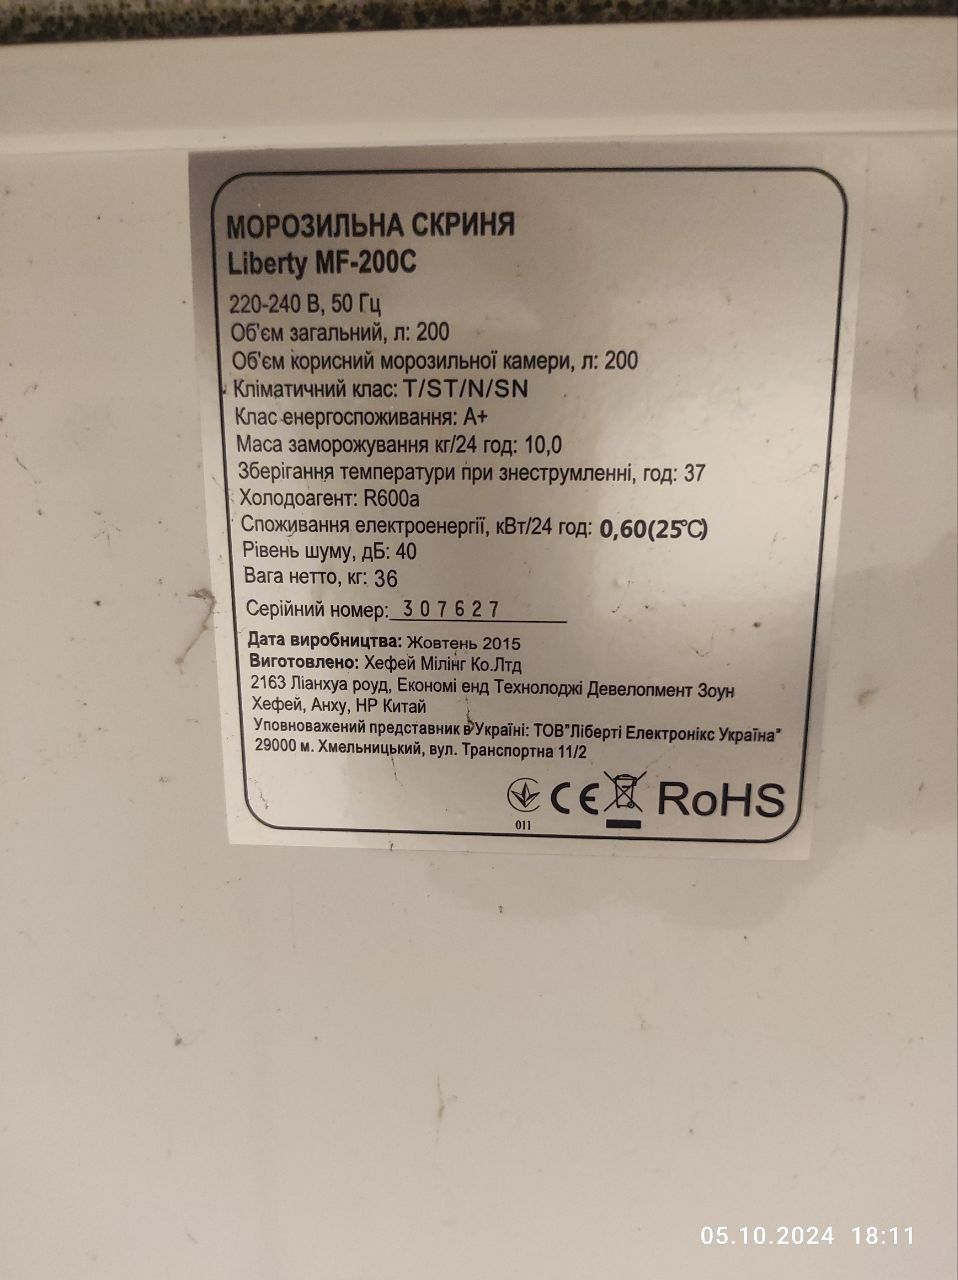 МОРОЗИЛЬНА СКРИНЯ
Liberty MF-200C
220-240 В, 50 Гц
Об'єм загальний, л: 200
Об'єм корисний морозильної камери, л: 200
Кліматичний клас: T/ST/N/SN
Клас енергоспоживання: А+
Маса заморожування кг/24 год: 10,0
Зберігання температури при знеструмленні, год: 37
Холодоагент: R600a
Споживання електроенергії, кВт/24 год: 0,60(25℃)
Рівень шуму, дБ: 40
Вага нетто, кг: 36
Серійний номер: 307627
Дата виробництва: Жовтень 2015
Виготовлено: Хефей Мілінг Ко.Лтд
2163 Ліанхуа роуд, Економі енд Технолоджі Девелопмент Зоун
Хефей, Анху, НР Китай
Уповноважений представник в Україні: ТОВ"Ліберті Електронікс Україна"
29000 м. Хмельницький, вул. Транспортна 11/2
CE RoHS
011
05.10.2024 18:11